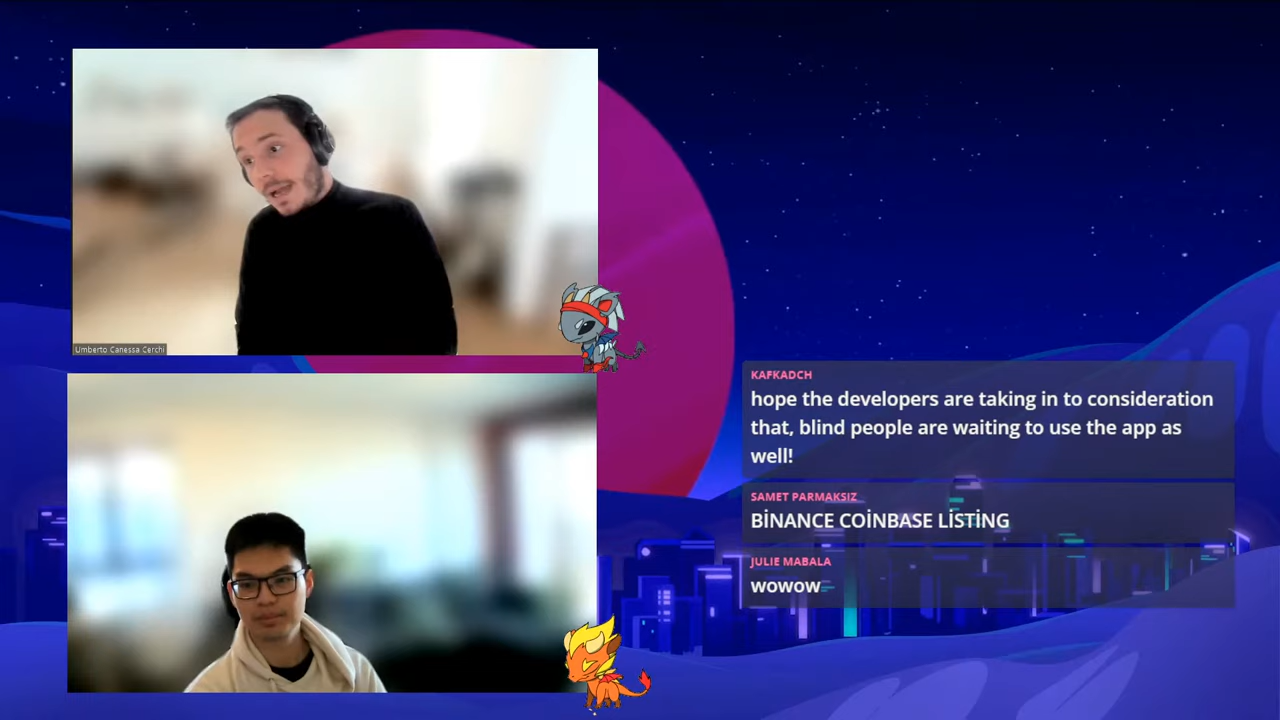 Umberto Canessa Cerchi
KAFKADCH
hope the developers are taking in to consideration
that, blind people are waiting to use the app as
well!
SAMET PARMAKSIZ
BİNANCE COİNBASE LİSTİNG
JULIE MABALA
wowow